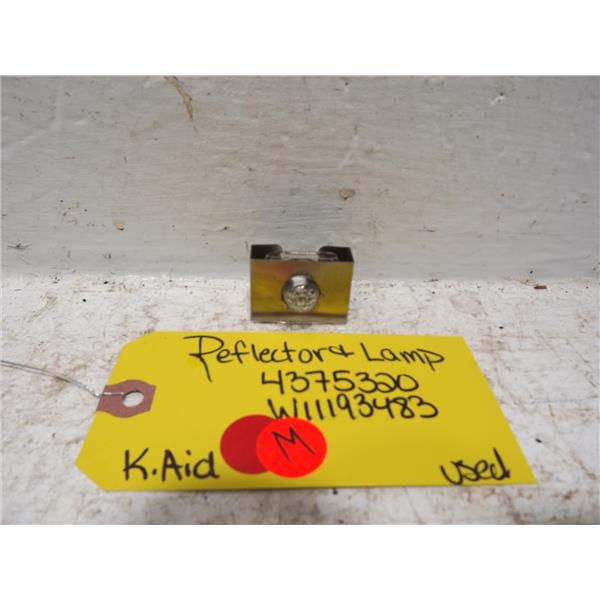 Reflector & Lamp
4375320
W11193483
M
K.Aid
used